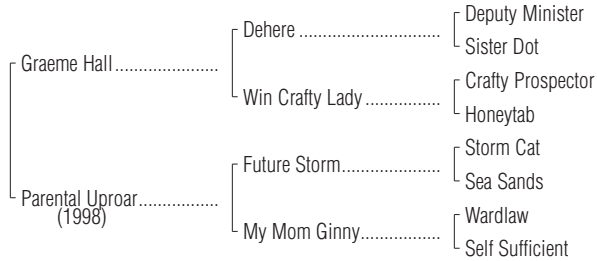 Deputy Minister
Dehere ..............................
Sister Dot
Graeme Hall......................
Crafty Prospector
Win Crafty Lady ................
Honeytab
Storm Cat
Future Storm.....................
Sea Sands
Parental Uproar.................
(1998)
Wardlaw
My Mom Ginny.................
Self Sufficient